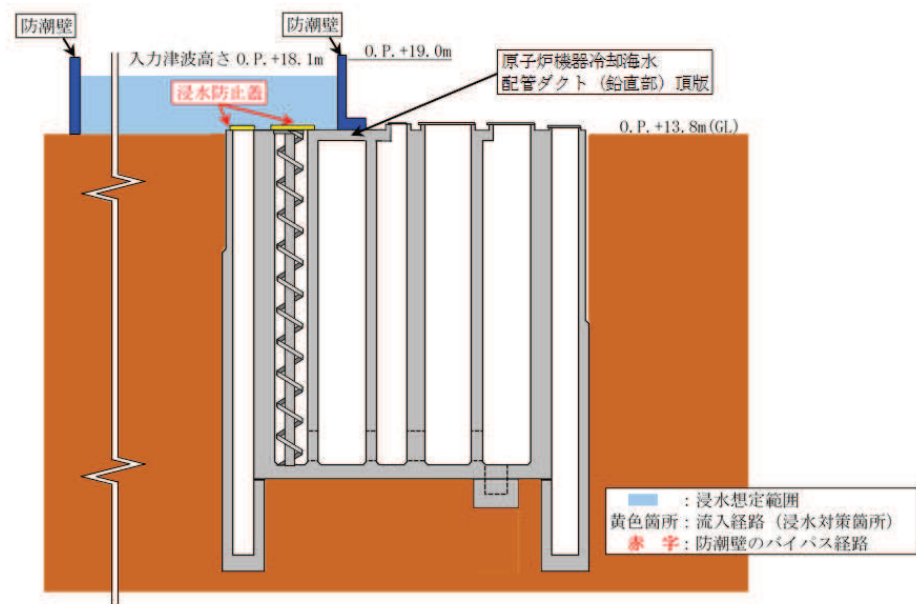 防潮壁
防潮壁
入力津波高さ O.P.+18.1m
O.P.+19.0m
原子炉機器冷却海水
配管ダクト（鉛直部）頂版
浸水防止蓋
O.P.+13.8m(GL)
：浸水想定範囲
黄色箇所：流入経路（浸水対策箇所）
赤　字：防潮壁のバイパス経路